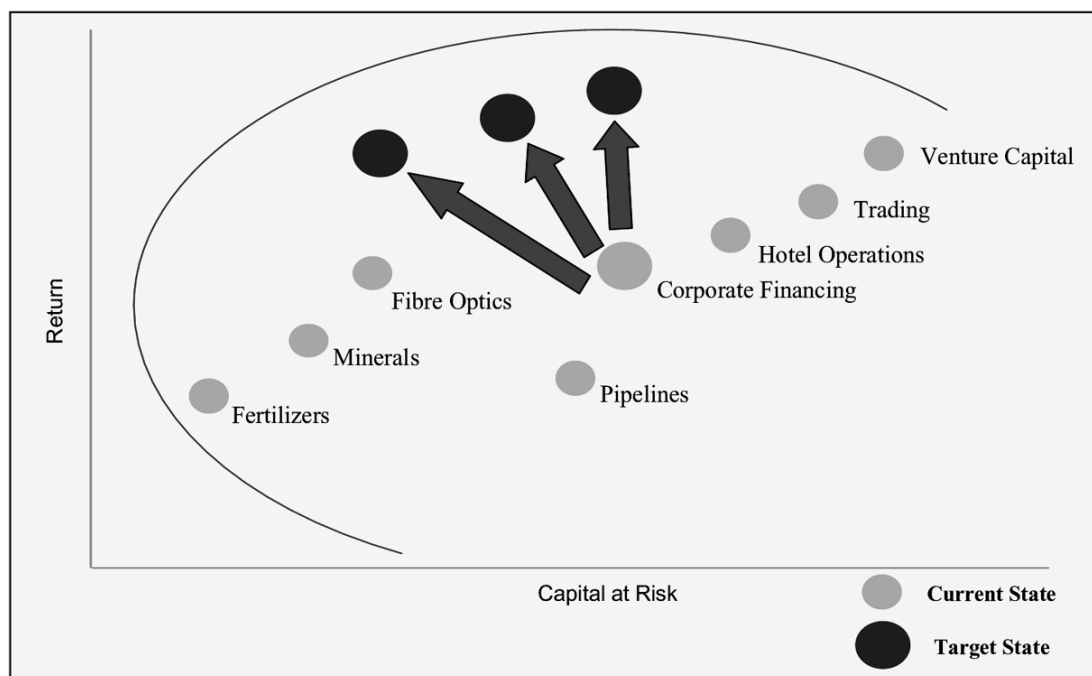 Venture Capital
Trading
Hotel Operations
Corporate Financing
Fibre Optics
Minerals
Pipelines
Fertilizers
Return
Capital at Risk
Current State
Target State